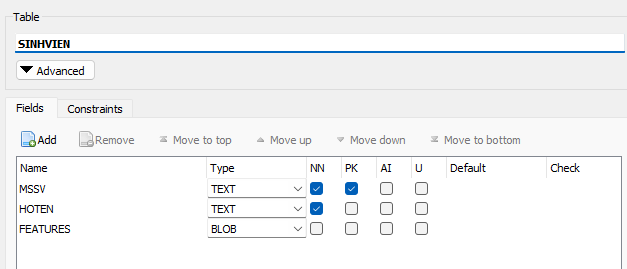 Table
SINHVIEN
Advanced
Fields Constraints
Add Remove Move to top Move up Move down Move to bottom
Name Type NN PK AI U Default Check
MSSV TEXT
HOTEN TEXT
FEATURES BLOB